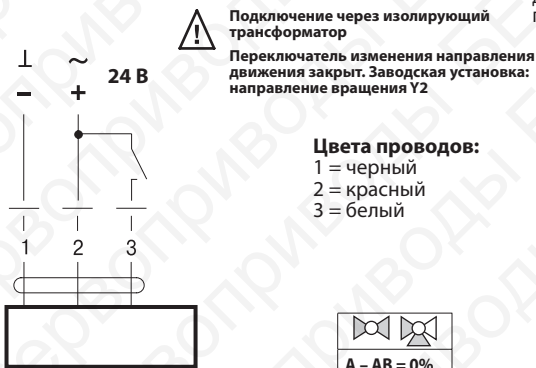 Подключение через изолирующий
трансформатор
Переключатель изменения направления
движения закрыт. Заводская установка:
направление вращения Y2
⊥ ~
– +
24 В
Цвета проводов:
1 = черный
2 = красный
3 = белый
1 2 3
A – AB = 0%